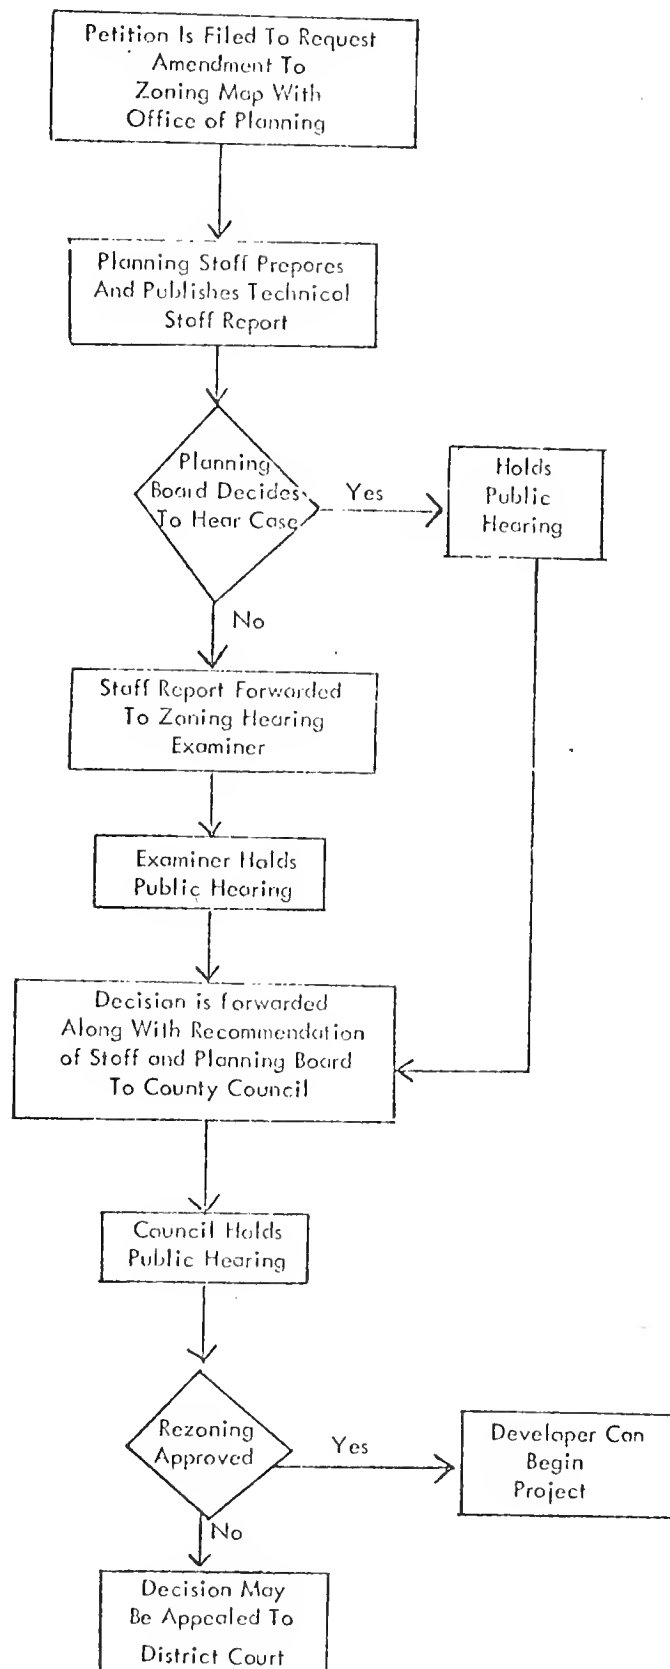 Petition Is Filed To Request
Amendment To
Zoning Map With
Office of Planning
Planning Staff Prepares
And Publishes Technical
Staff Report
Planning
Board Decides
To Hear Case
Yes
Holds
Public
Hearing
No
Staff Report Forwarded
To Zoning Hearing
Examiner
Examiner Holds
Public Hearing
Decision is forwarded
Along With Recommendation
of Staff and Planning Board
To County Council
Council Holds
Public Hearing
Rezoning
Approved
Yes
Developer Can
Begin
Project
No
Decision May
Be Appealed To
District Court